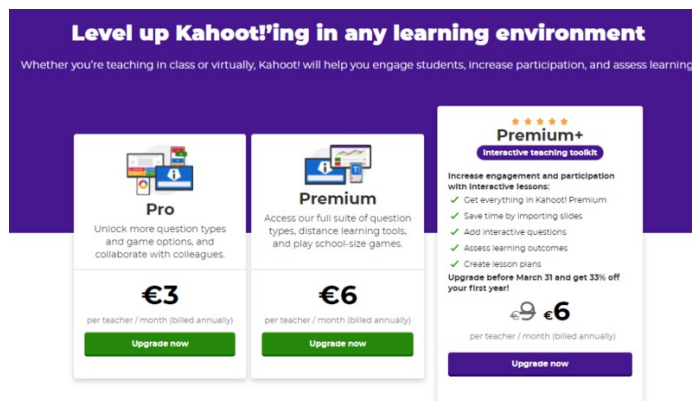 Level up Kahoot!'ing in any learning environment
Whether you're teaching in class or virtually, Kahoot! will help you engage students, increase participation, and assess learning
Pro
Unlock more question types
and game options, and
collaborate with colleagues.
€3
per teacher / month (billed annually)
Upgrade now
Premium
Access our full suite of question
types, distance learning tools,
and play school-size games.
€6
per teacher / month (billed annually)
Upgrade now
Premium+
Interactive teaching toolkit
Increase engagement and participation
with interactive lessons:
Get everything in Kahoot! Premium
Save time by importing slides
Add interactive questions
Assess learning outcomes
Create lesson plans
Upgrade before March 31 and get 33% off
your first year!
€9 €6
per teacher / month (billed annually)
Upgrade now